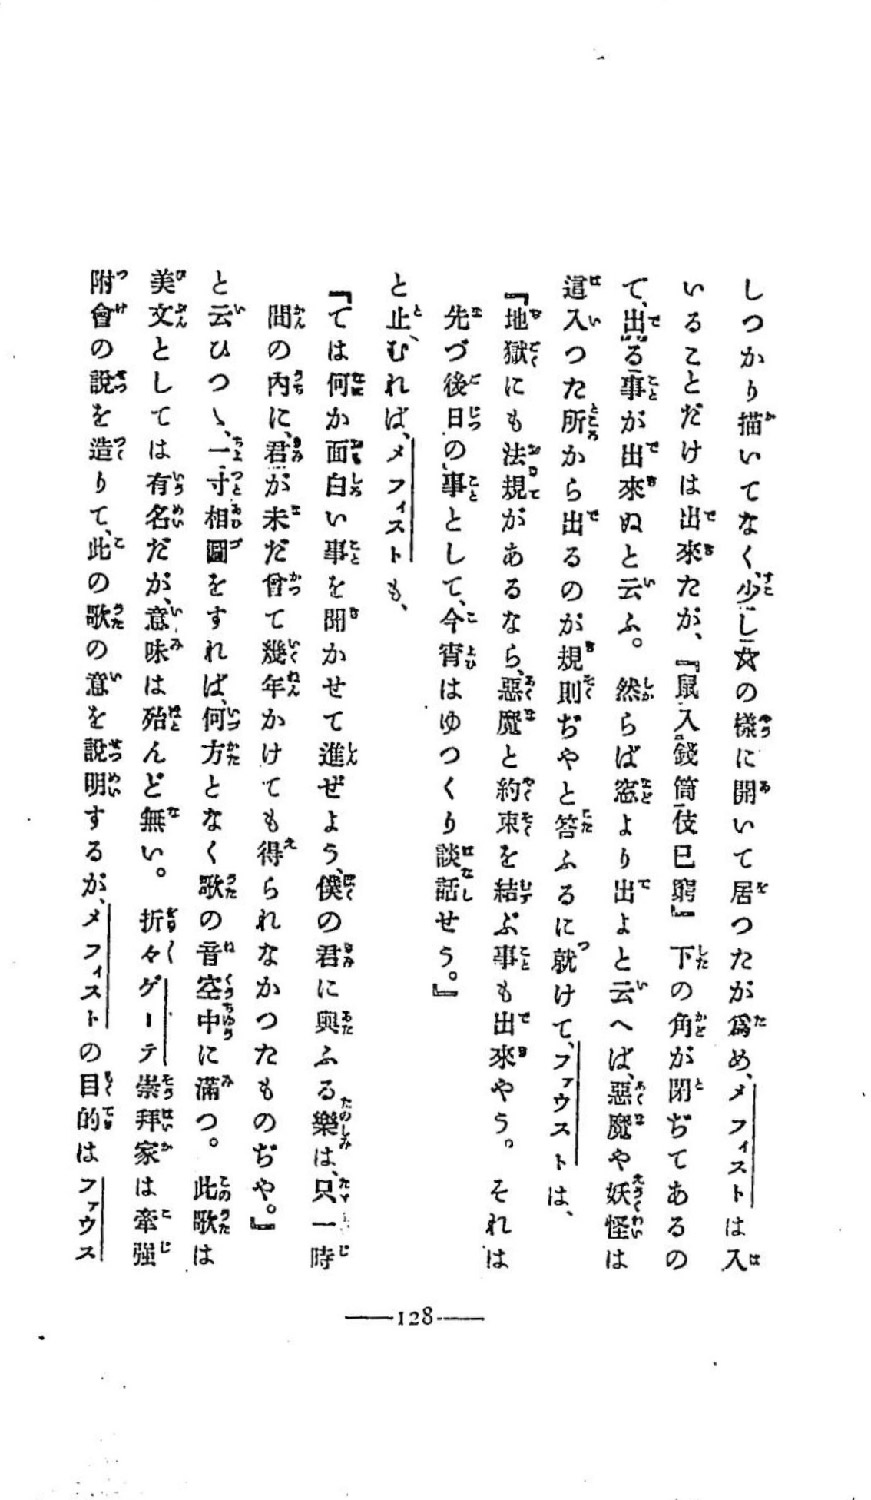 しつかり描いてなく、少し☆の樣に開いて居つたが爲め、メフィストは入
いることだけは出來たが、『鼠入錢筒伎已窮』下の角が閉ぢてあるの
て、出る事が出來ぬと云ふ。然らば窓より出よと云へば、惡魔や妖怪は
這入つた所から出るのが規則ぢやと答ふるに就けて、ファウストは、
『地獄にも法規があるなら、惡魔と約束を結ぶ事も出來やう。それは
先づ後日の事として、今宵はゆつくり談話せう。』
と止むれば、メフィストも、
『ては何か面白い事を聞かせて進ぜよう、僕の君に與ふる樂は、只一時
間の内に、君が未だ曾て幾年かけても得られなかつたものぢや。』
と云ひつゝ、一寸相圖をすれば、何方となく歌の音空中に滿つ。此歌は
美文としては有名だが、意味は殆んど無い。折々ゲーテ崇拜家は牽強
附會の說を造りて、此の歌の意を說明するが、メフィストの目的はファウス
128